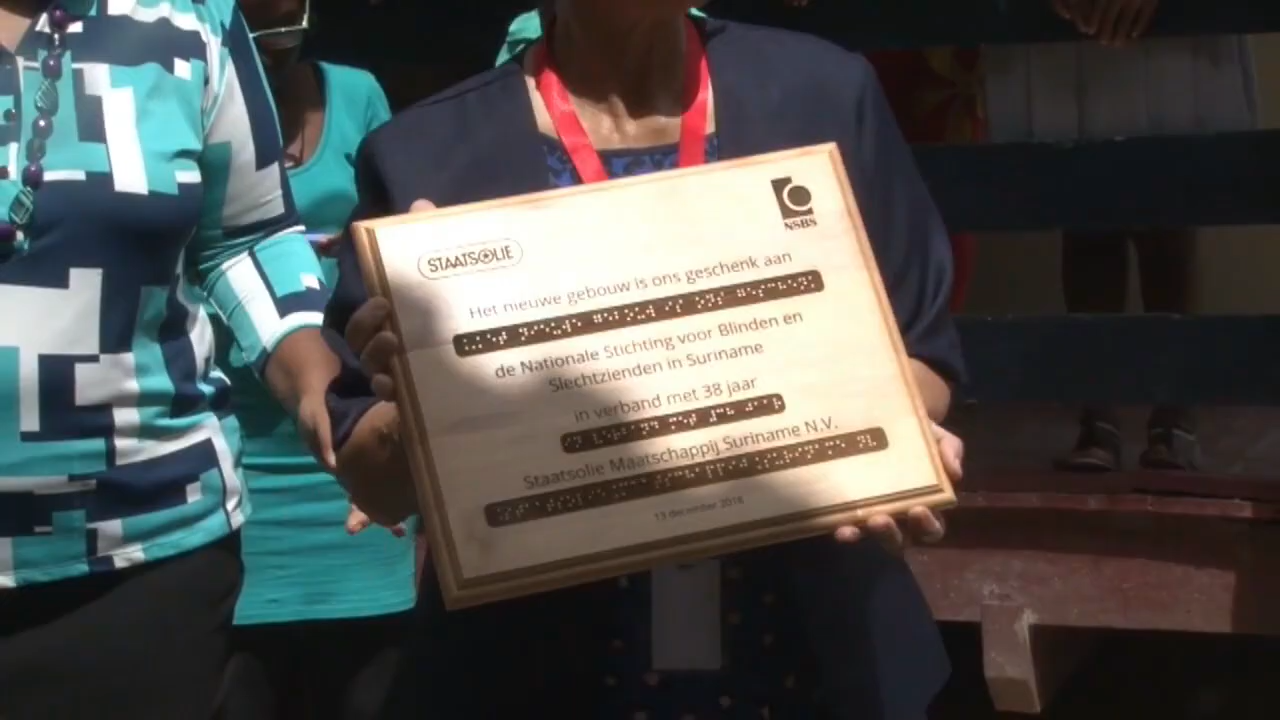 STAATSOLIE
NSBS
Het nieuwe gebouw is ons geschenk aan
de Nationale Stichting voor Blinden en
Slechtzienden in Suriname
in verband met 38 jaar
Staatsolie Maatschappij Suriname N.V.
13 december 2018